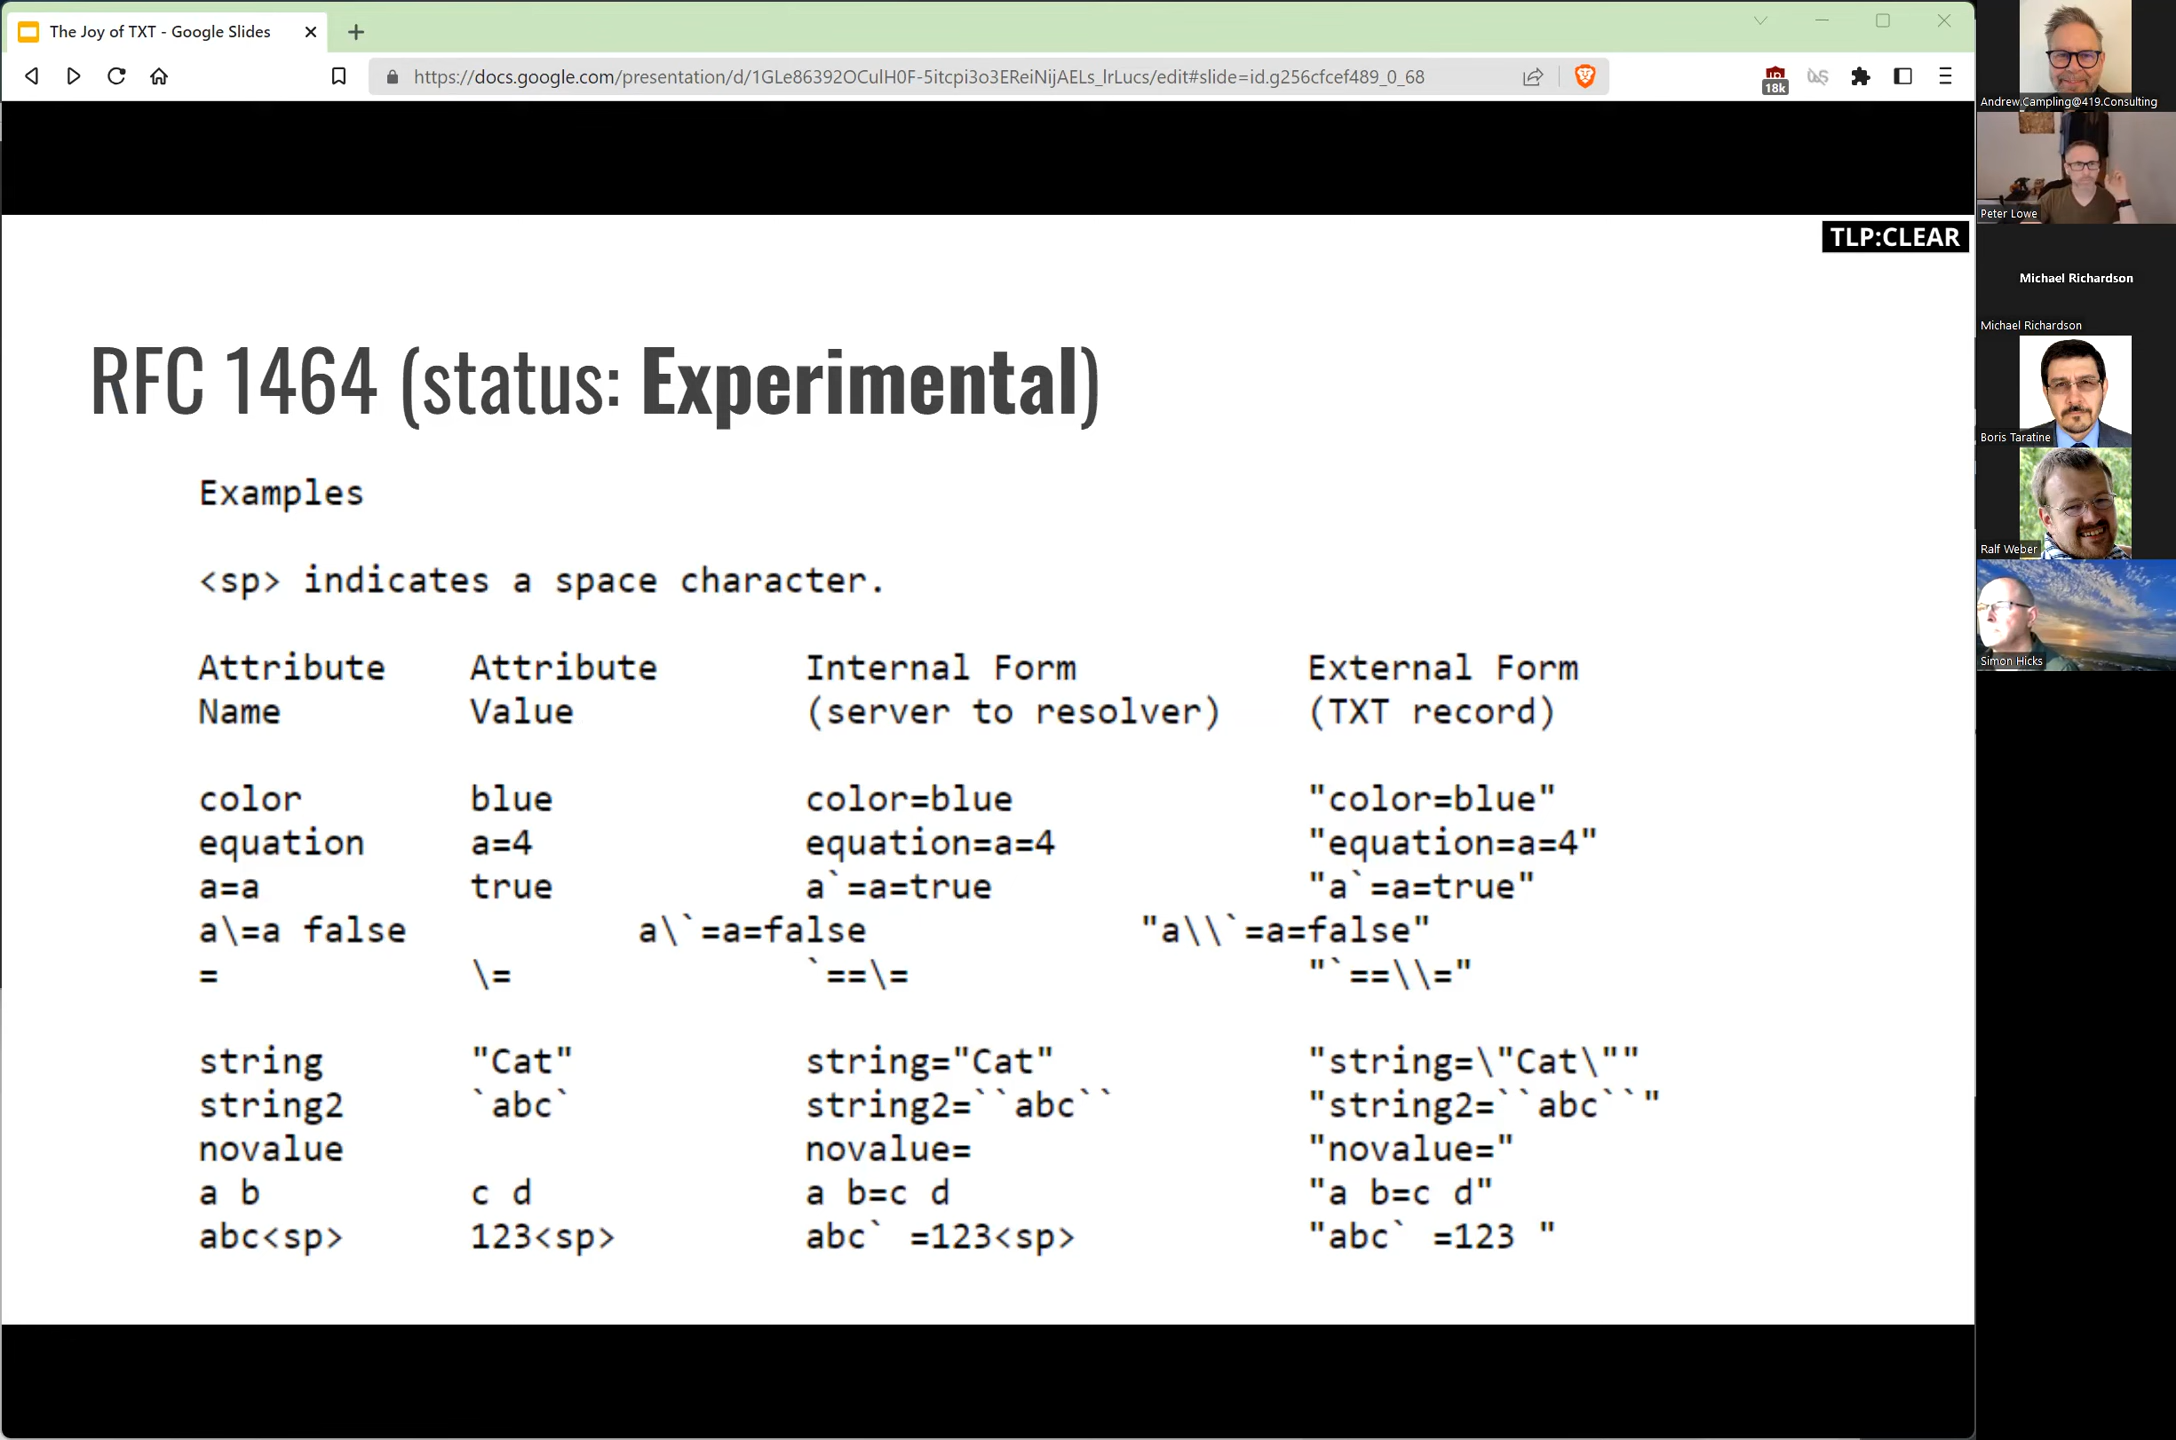 The Joy of TXT - Google Slides
https://docs.google.com/presentation/d/1GLe86392OCulH0F-5itcpi3o3EReiNijAELs_lrLucs/edit#slide=id.g256cfcef489_0_68
18k
TLP:CLEAR
RFC 1464 (status: Experimental)
Examples
<sp> indicates a space character.
Attribute Attribute Internal Form External Form
Name Value (server to resolver) (TXT record)
color blue color=blue "color=blue"
equation a=4 equation=a=4 "equation=a=4"
a=a true a`=a=true "a`=a=true"
a\=a false a\`=a=false "a\\`=a=false"
= \= `==\= "`==\\="
string "Cat" string="Cat" "string=\"Cat\""
string2 `abc` string2=``abc`` "string2=``abc``"
novalue novalue= "novalue="
a b c d a b=c d "a b=c d"
abc<sp> 123<sp> abc` =123<sp> "abc` =123 "
Andrew.Campling@419.Consulting
Peter Lowe
Michael Richardson
Michael Richardson
Boris Taratine
Ralf Weber
Simon Hicks